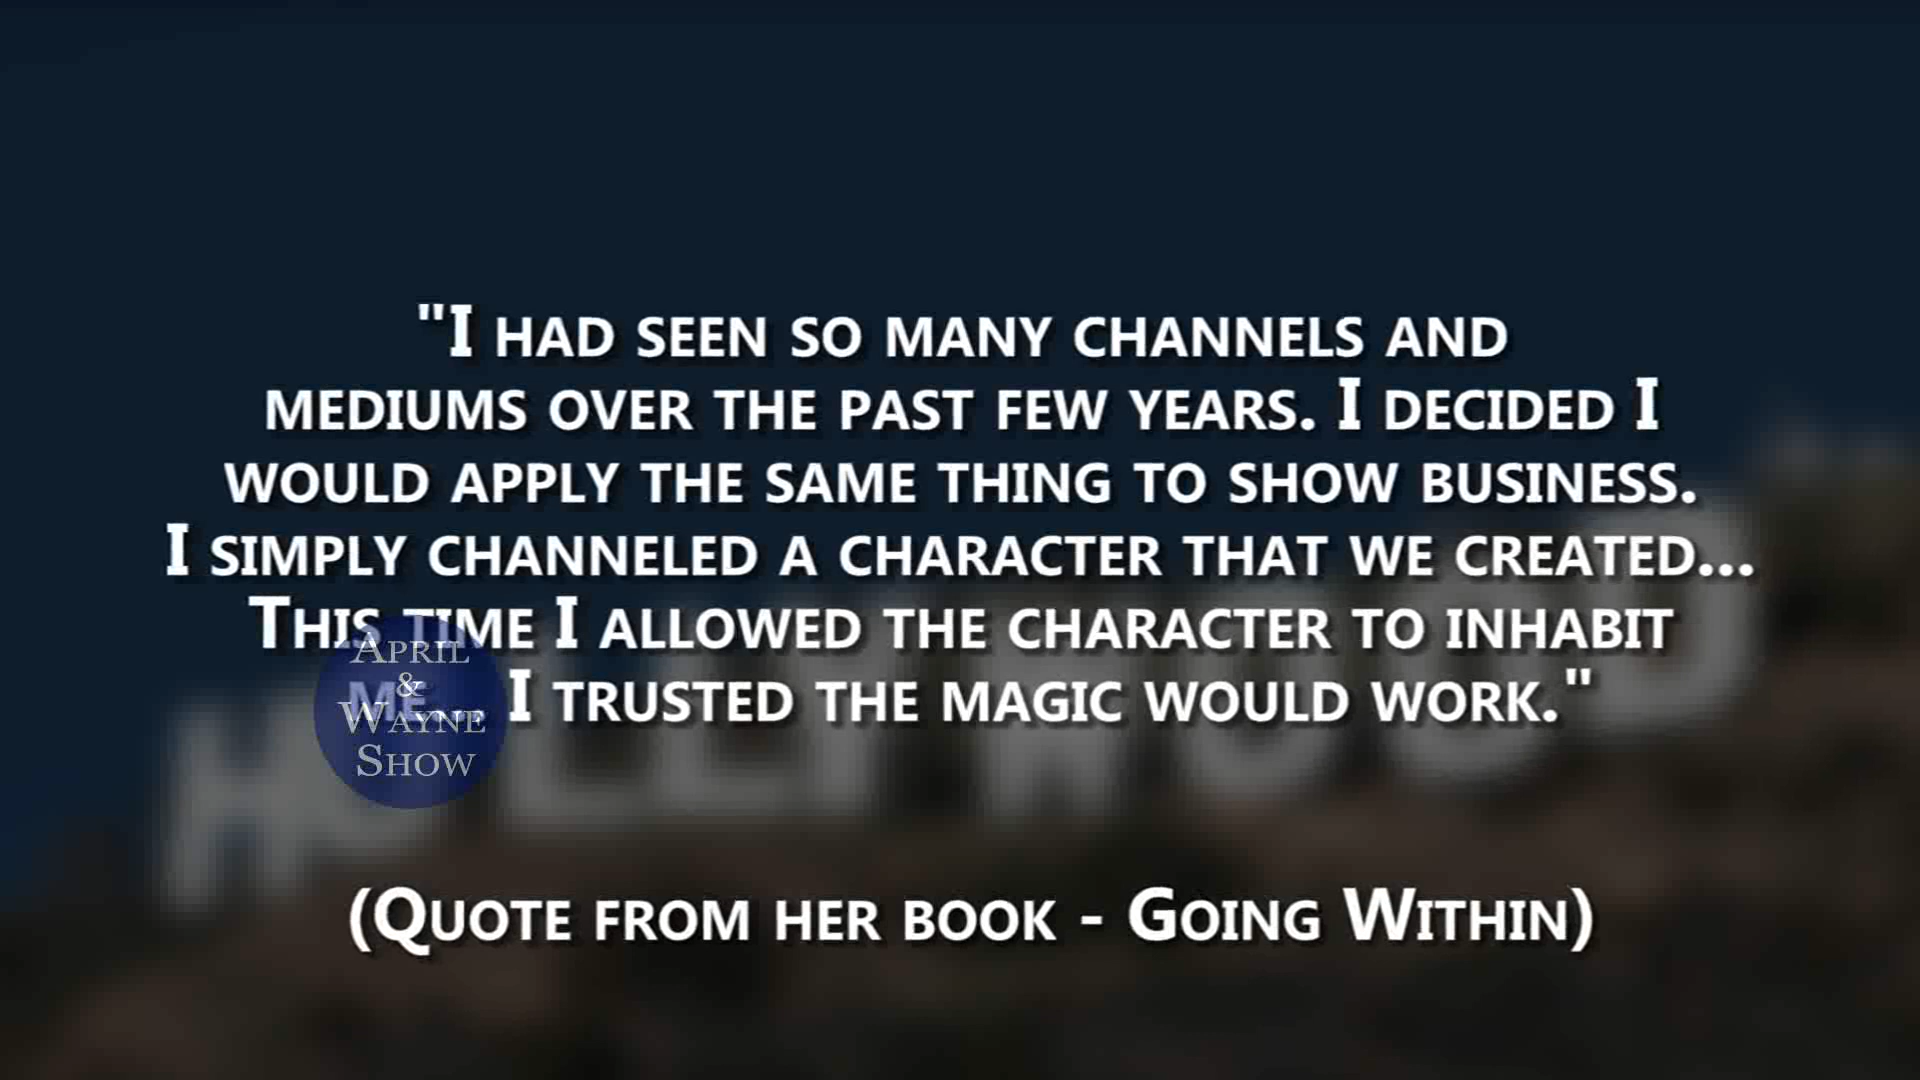 "I HAD SEEN SO MANY CHANNELS AND
MEDIUMS OVER THE PAST FEW YEARS. I DECIDED I
WOULD APPLY THE SAME THING TO SHOW BUSINESS.
I SIMPLY CHANNELED A CHARACTER THAT WE CREATED...
THIS TIME I ALLOWED THE CHARACTER TO INHABIT
ME... I TRUSTED THE MAGIC WOULD WORK."
APRIL
&
WAYNE
SHOW
(QUOTE FROM HER BOOK - GOING WITHIN)
HOLLYWOOD